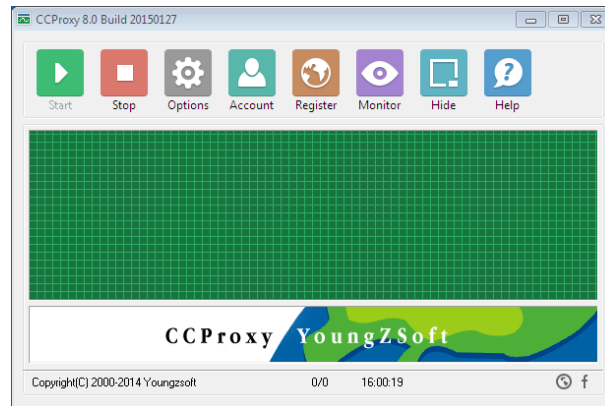 CCProxy 8.0 Build 20150127
Start Stop Options Account Register Monitor Hide Help
CCProxy YoungZSoft
Copyright(C) 2000-2014 Youngzsoft 0/0 16:00:19